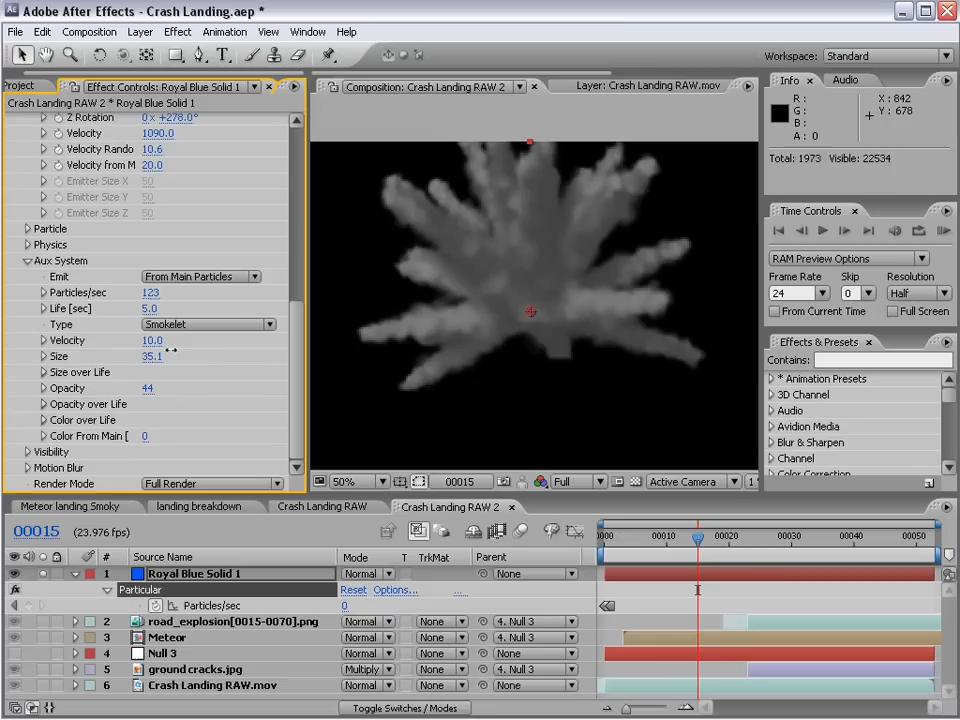 Adobe After Effects - Crash Landing.aep *
File Edit Composition Layer Effect Animation View Window Help
Workspace: Standard
Project Effect Controls: Royal Blue Solid 1
Crash Landing RAW 2 * Royal Blue Solid 1
Z Rotation 0 x +278.0°
Velocity 1090.0
Velocity Rando 10.6
Velocity from M 20.0
Emitter Size X 50
Emitter Size Y 50
Emitter Size Z 50
Particle
Physics
Aux System
Emit From Main Particles
Particles/sec 123
Life [sec] 5.0
Type Smokelet
Velocity 10.0
Size 35.1
Size over Life
Opacity 44
Opacity over Life
Color over Life
Color From Main [ 0
Visibility
Motion Blur
Render Mode Full Render
Composition: Crash Landing RAW 2 Layer: Crash Landing RAW.mov
50% 00015 Full Active Camera 1
Info Audio
R: X: 842
G: Y: 678
B:
A: 0
Total: 1973 Visible: 22534
Time Controls
RAM Preview Options
Frame Rate Skip Resolution
24 0 Half
From Current Time Full Screen
Effects & Presets
Contains:
* Animation Presets
3D Channel
Audio
Avidion Media
Blur & Sharpen
Channel
Color Correction
Meteor landing Smoky landing breakdown Crash Landing RAW Crash Landing RAW 2
00015 (23.976 fps)
0000 00010 00020 00030 00040 00050
# Source Name Mode T TrkMat Parent
1 Royal Blue Solid 1 Normal None
Particular Reset Options... ...
Particles/sec 0
2 road_explosion[0015-0070].png Normal None 4. Null 3
3 Meteor Normal None None
4 Null 3 Normal None None
5 ground cracks.jpg Multiply None 4. Null 3
6 Crash Landing RAW.mov Normal None None
Toggle Switches / Modes